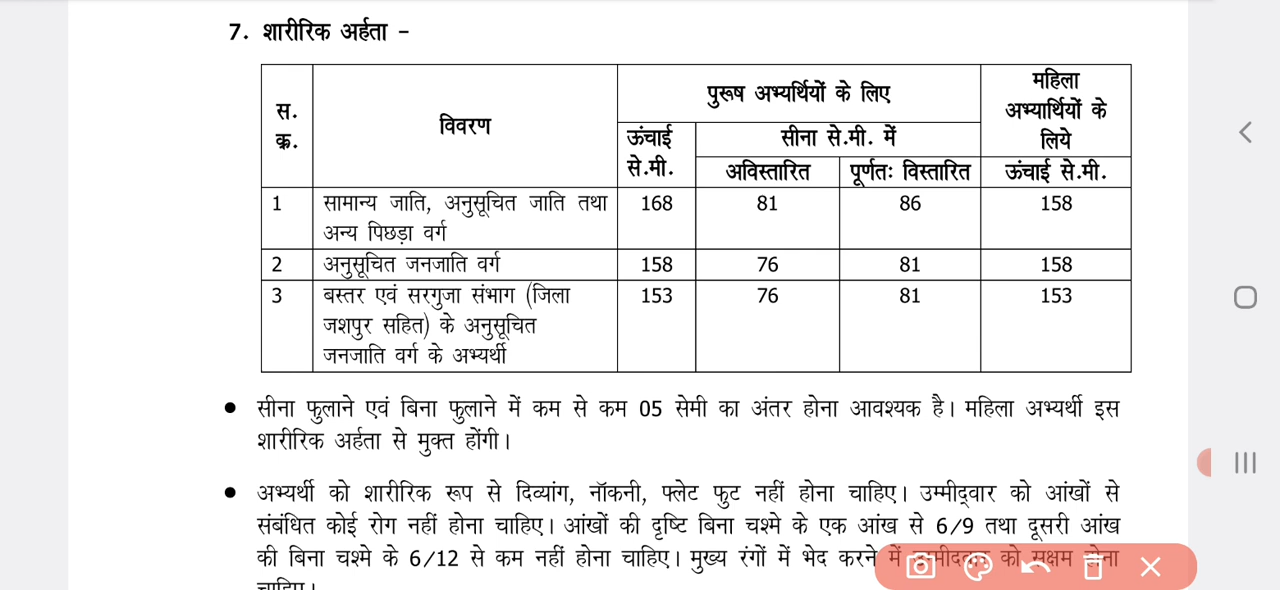 7. शारीरिक अर्हता –
स. क्र. विवरण पुरूष अभ्यर्थियों के लिए महिला अभ्यार्थियों के लिये
ऊंचाई से.मी. सीना से.मी. में
अविस्तारित पूर्णतः विस्तारित ऊंचाई से.मी.
1 सामान्य जाति, अनुसूचित जाति तथा 168 81 86 158
अन्य पिछड़ा वर्ग
2 अनुसूचित जनजाति वर्ग 158 76 81 158
3 बस्तर एवं सरगुजा संभाग (जिला 153 76 81 153
जशपुर सहित) के अनुसूचित
जनजाति वर्ग के अभ्यर्थी
• सीना फुलाने एवं बिना फुलाने में कम से कम 05 सेमी का अंतर होना आवश्यक है। महिला अभ्यर्थी इस
शारीरिक अर्हता से मुक्त होंगी।
• अभ्यर्थी को शारीरिक रूप से दिव्यांग, नॉकनी, फ्लेट फुट नहीं होना चाहिए। उम्मीद्वार को आंखों से
संबंधित कोई रोग नहीं होना चाहिए। आंखों की दृष्टि बिना चश्मे के एक आंख से 6/9 तथा दूसरी आंख
की बिना चश्मे के 6/12 से कम नहीं होना चाहिए। मुख्य रंगों में भेद करने में को सक्षम होना